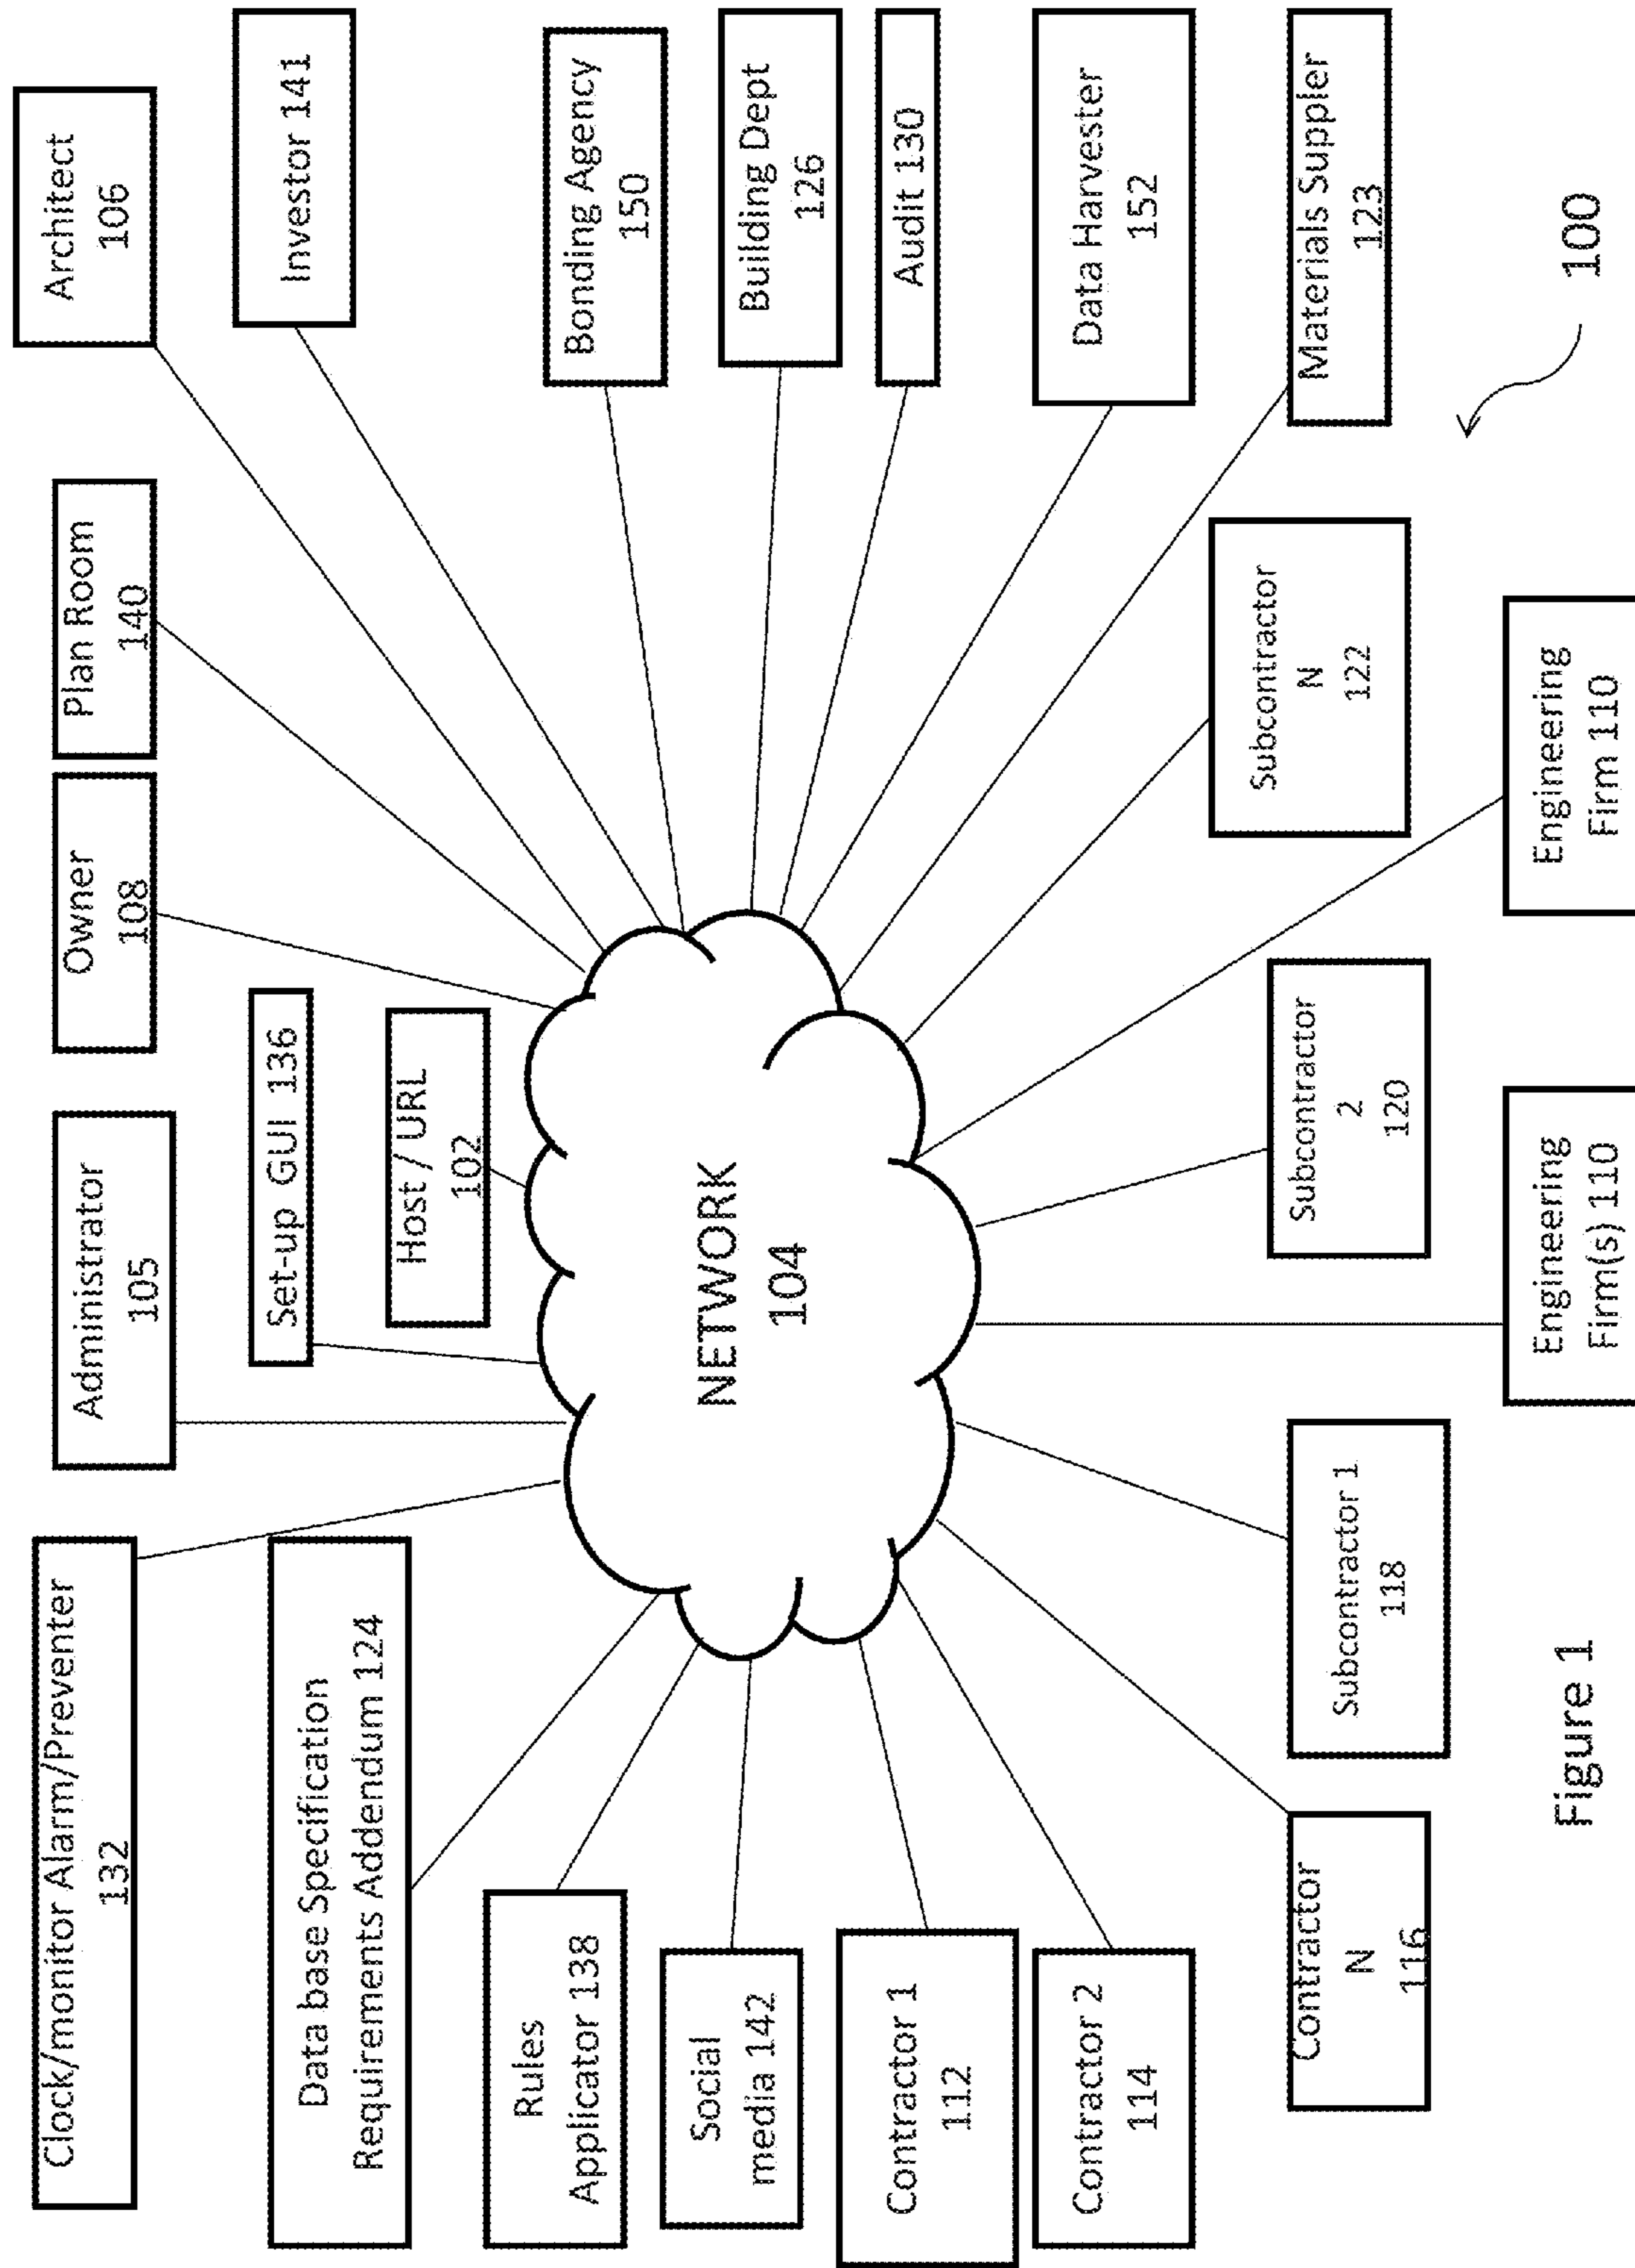 Clock/monitor Alarm/Preventer
132
Administrator
105
Owner
108
Plan Room
140
Architect
106
Data base Specification
Requirements Addendum 124
Set-up GUI 136
Investor 141
Host / URL
102
Rules
Applicator 138
Bonding Agency
150
Social
media 142
NETWORK
104
Building Dept
126
Audit 130
Contractor 1
112
Data Harvester
152
Contractor 2
114
Contractor
N
116
Subcontractor 1
118
Subcontractor
2
120
Subcontractor
N
122
Materials Suppler
123
Engineering
Firm(s) 110
Engineering
Firm 110
100
Figure 1